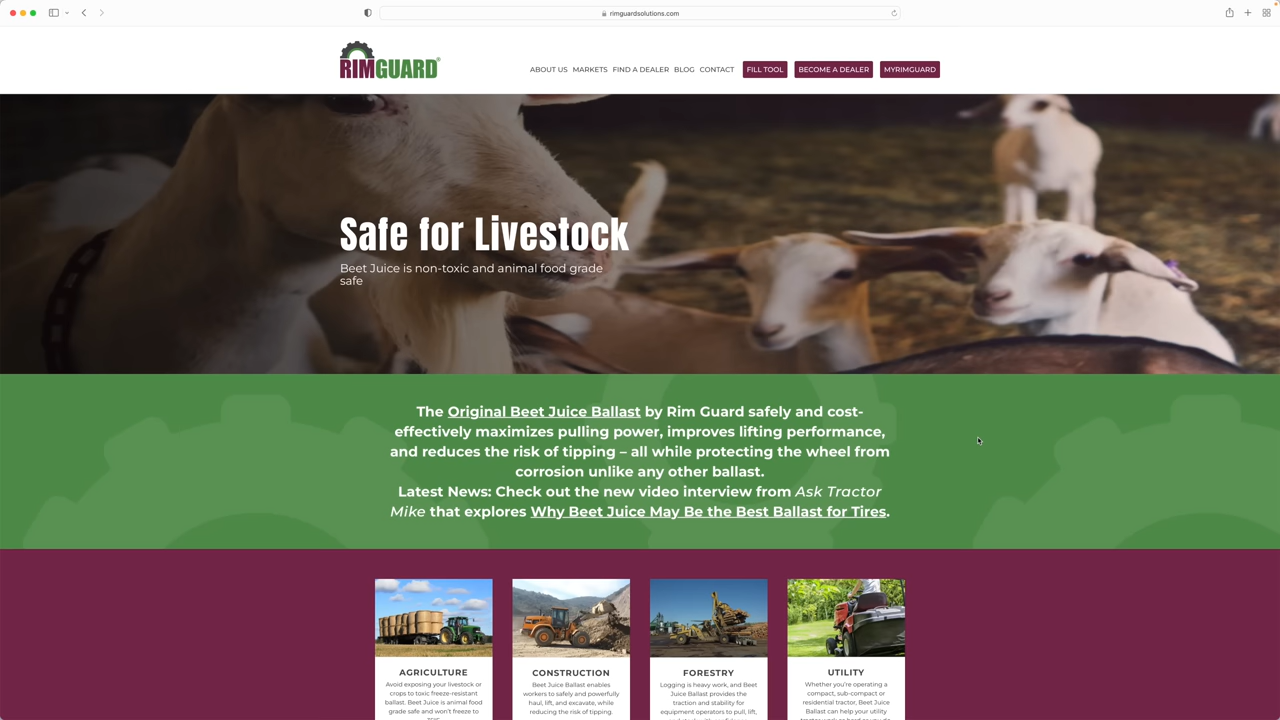 rimguardsolutions.com
RIMGUARD®
ABOUT US MARKETS FIND A DEALER BLOG CONTACT FILL TOOL BECOME A DEALER MYRIMGUARD
Safe for Livestock
Beet Juice is non-toxic and animal food grade
safe
The Original Beet Juice Ballast by Rim Guard safely and cost-
effectively maximizes pulling power, improves lifting performance,
and reduces the risk of tipping – all while protecting the wheel from
corrosion unlike any other ballast.
Latest News: Check out the new video interview from Ask Tractor
Mike that explores Why Beet Juice May Be the Best Ballast for Tires.
AGRICULTURE
Avoid exposing your livestock or
crops to toxic freeze-resistant
ballast. Beet Juice is animal food
grade safe and won't freeze to
CONSTRUCTION
Beet Juice Ballast enables
workers to safely and powerfully
haul, lift, and excavate, while
reducing the risk of tipping.
FORESTRY
Logging is heavy work, and Beet
Juice Ballast provides the
traction and stability for
equipment operators to pull, lift,
UTILITY
Whether you're operating a
compact, sub-compact or
residential tractor, Beet Juice
Ballast can help your utility